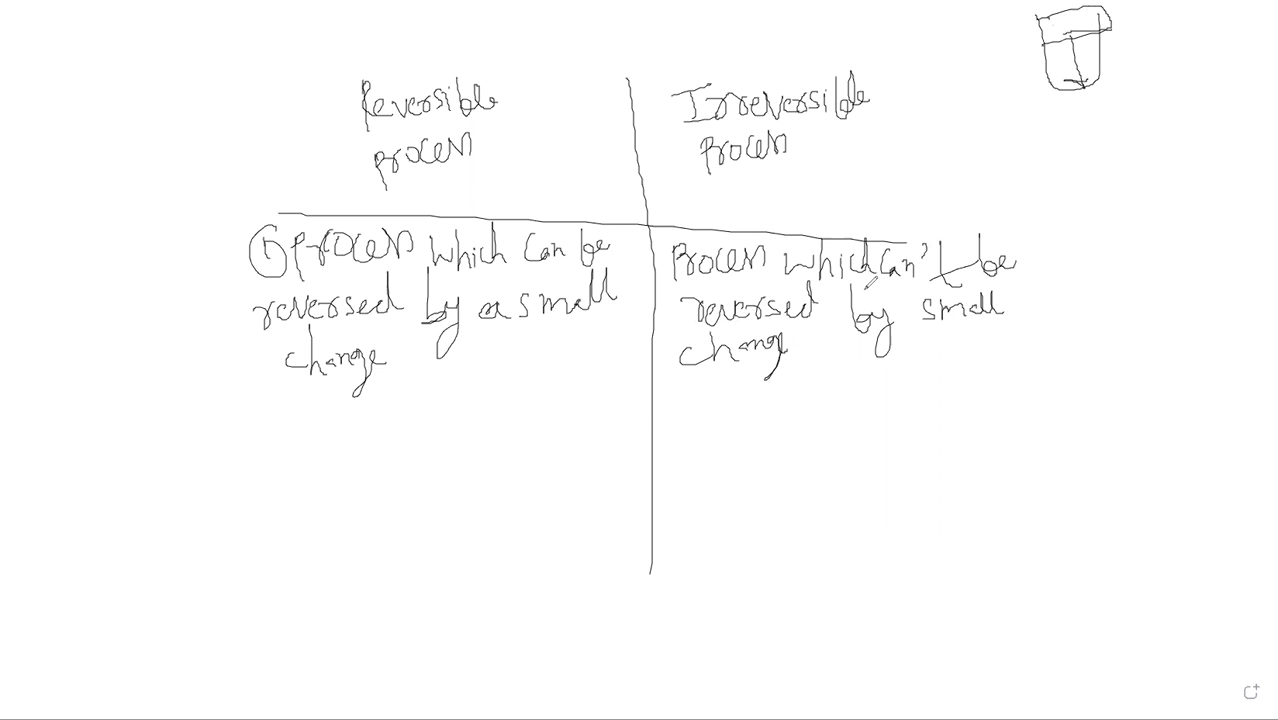 Reversible
Process
Irreversible
Process
① Process which can be
reversed by a small
change
Process which can't be
reversed by small
change